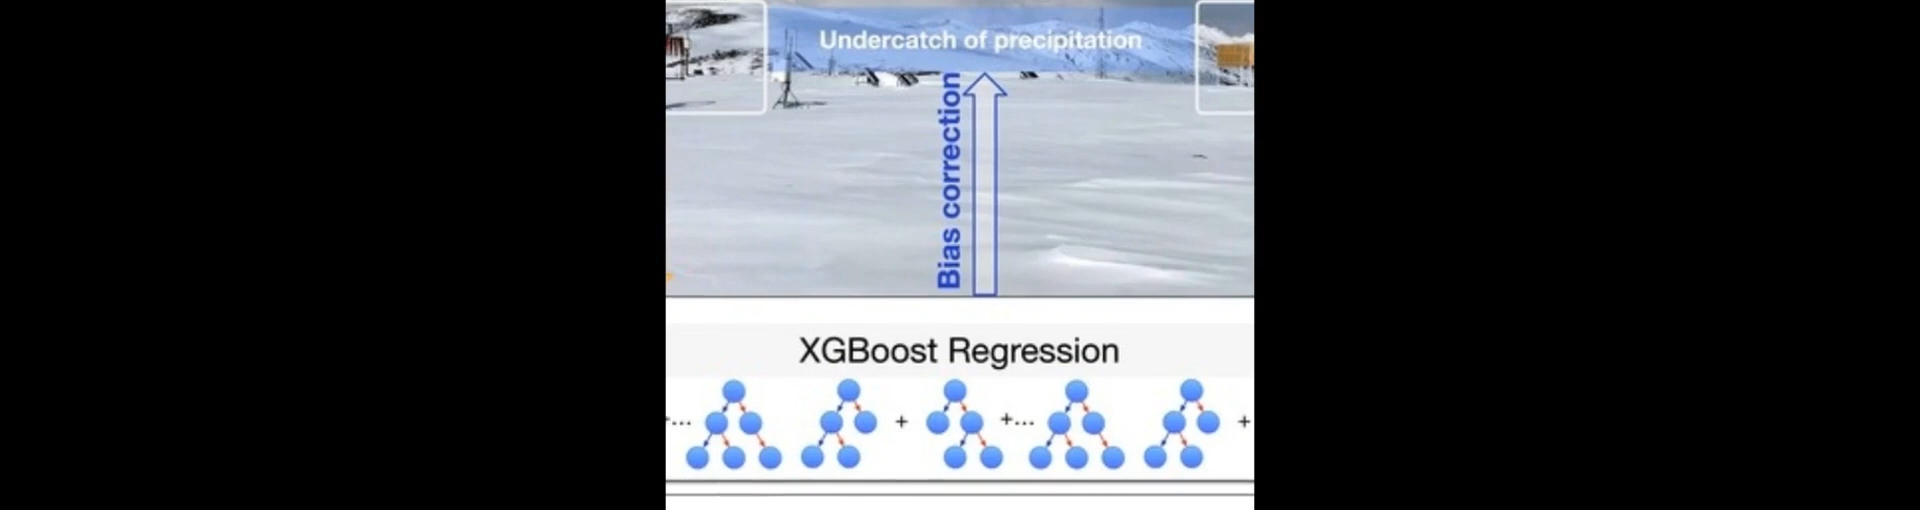 Undercatch of precipitation
Bias correction
XGBoost Regression
+... + +... +